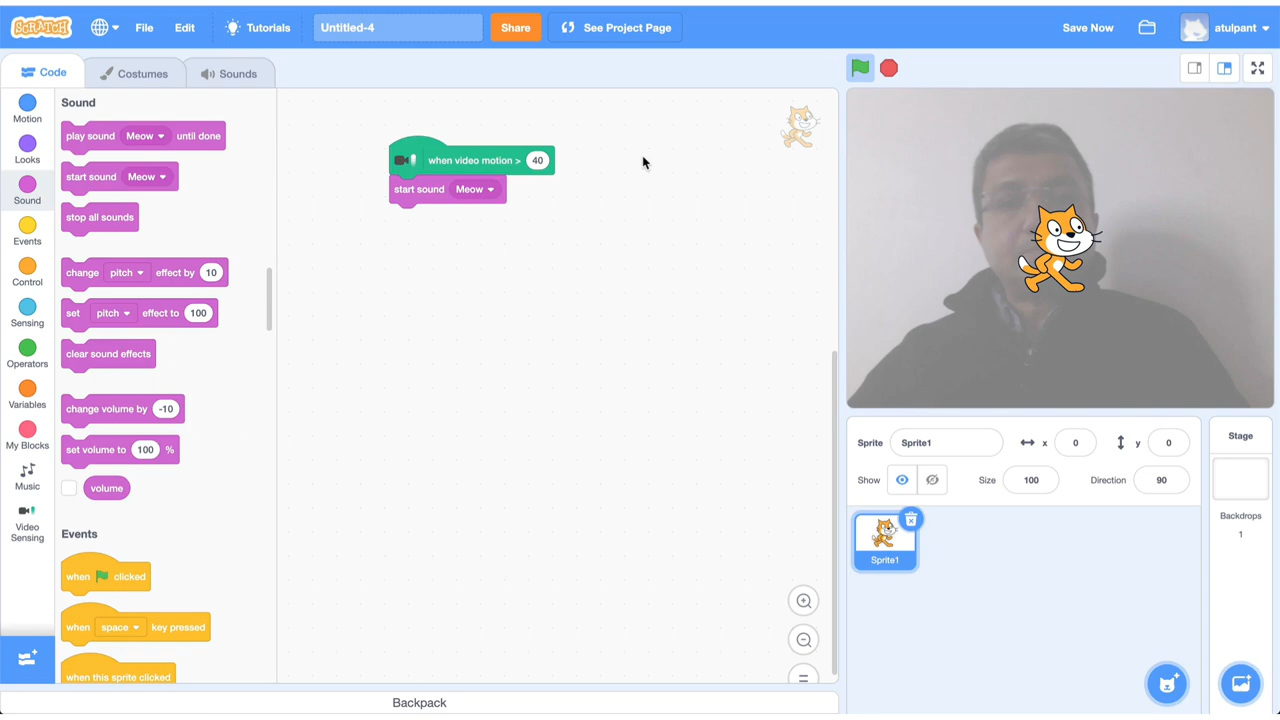 SCRATCH File Edit Tutorials Untitled-4 Share See Project Page Save Now atulpant
Code Costumes Sounds
Motion
Looks
Sound
Events
Control
Sensing
Operators
Variables
My Blocks
Music
Video
Sensing
Sound
play sound Meow until done
start sound Meow
stop all sounds
change pitch effect by 10
set pitch effect to 100
clear sound effects
change volume by -10
set volume to 100 %
volume
Events
when clicked
when space key pressed
when this sprite clicked
when video motion > 40
start sound Meow
Backpack
Sprite Sprite1 x 0 y 0
Show Size 100 Direction 90
Sprite1
Stage
Backdrops
1